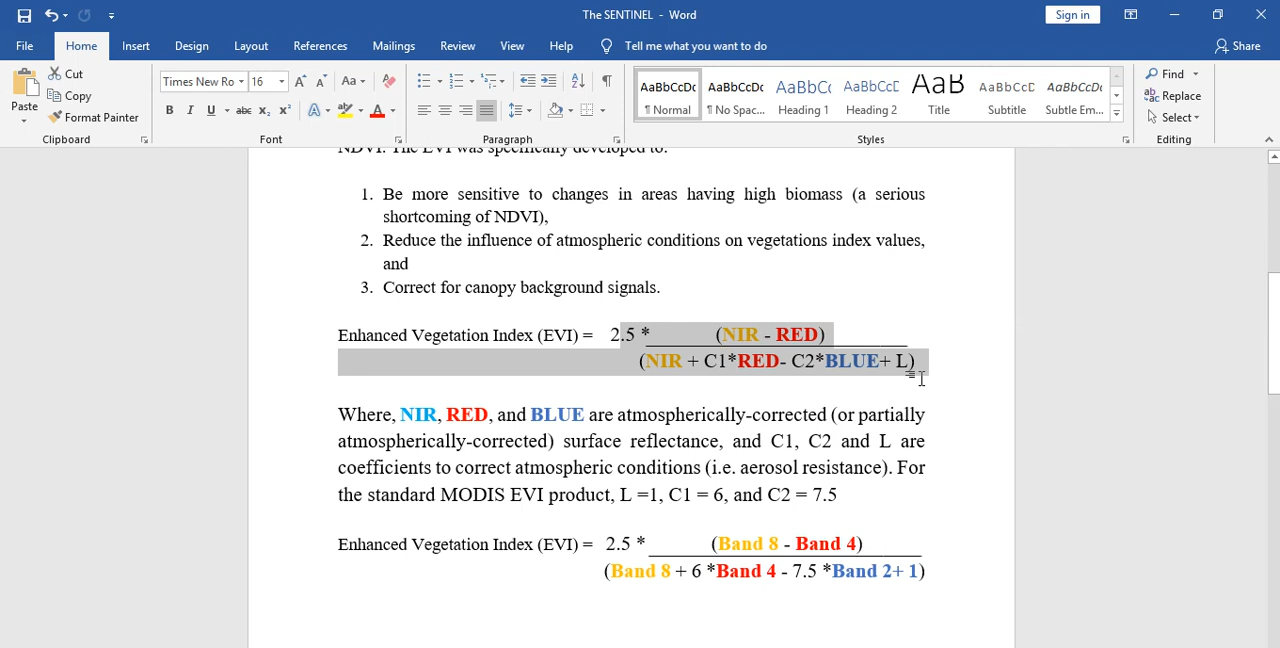 The SENTINEL - Word
Sign in
File Home Insert Design Layout References Mailings Review View Help Tell me what you want to do Share
Paste Cut Copy Format Painter
Times New Ro 16 Aa
B I U abc X₂ X² A A
AaBbCcDc AaBbCcDc AaBbCc AaBbCcD AaB AaBbCcD AaBbCcDc
¶ Normal ¶ No Spac... Heading 1 Heading 2 Title Subtitle Subtle Em...
Find Replace Select
Clipboard Font Paragraph Styles Editing
NDVI. The EVI was specifically developed to:
1. Be more sensitive to changes in areas having high biomass (a serious
shortcoming of NDVI),
2. Reduce the influence of atmospheric conditions on vegetations index values,
and
3. Correct for canopy background signals.
Enhanced Vegetation Index (EVI) = 2.5 * (NIR - RED)
(NIR + C1*RED- C2*BLUE+ L)
Where, NIR, RED, and BLUE are atmospherically-corrected (or partially
atmospherically-corrected) surface reflectance, and C1, C2 and L are
coefficients to correct atmospheric conditions (i.e. aerosol resistance). For
the standard MODIS EVI product, L =1, C1 = 6, and C2 = 7.5
Enhanced Vegetation Index (EVI) = 2.5 * (Band 8 - Band 4)
(Band 8 + 6 *Band 4 - 7.5 *Band 2+ 1)